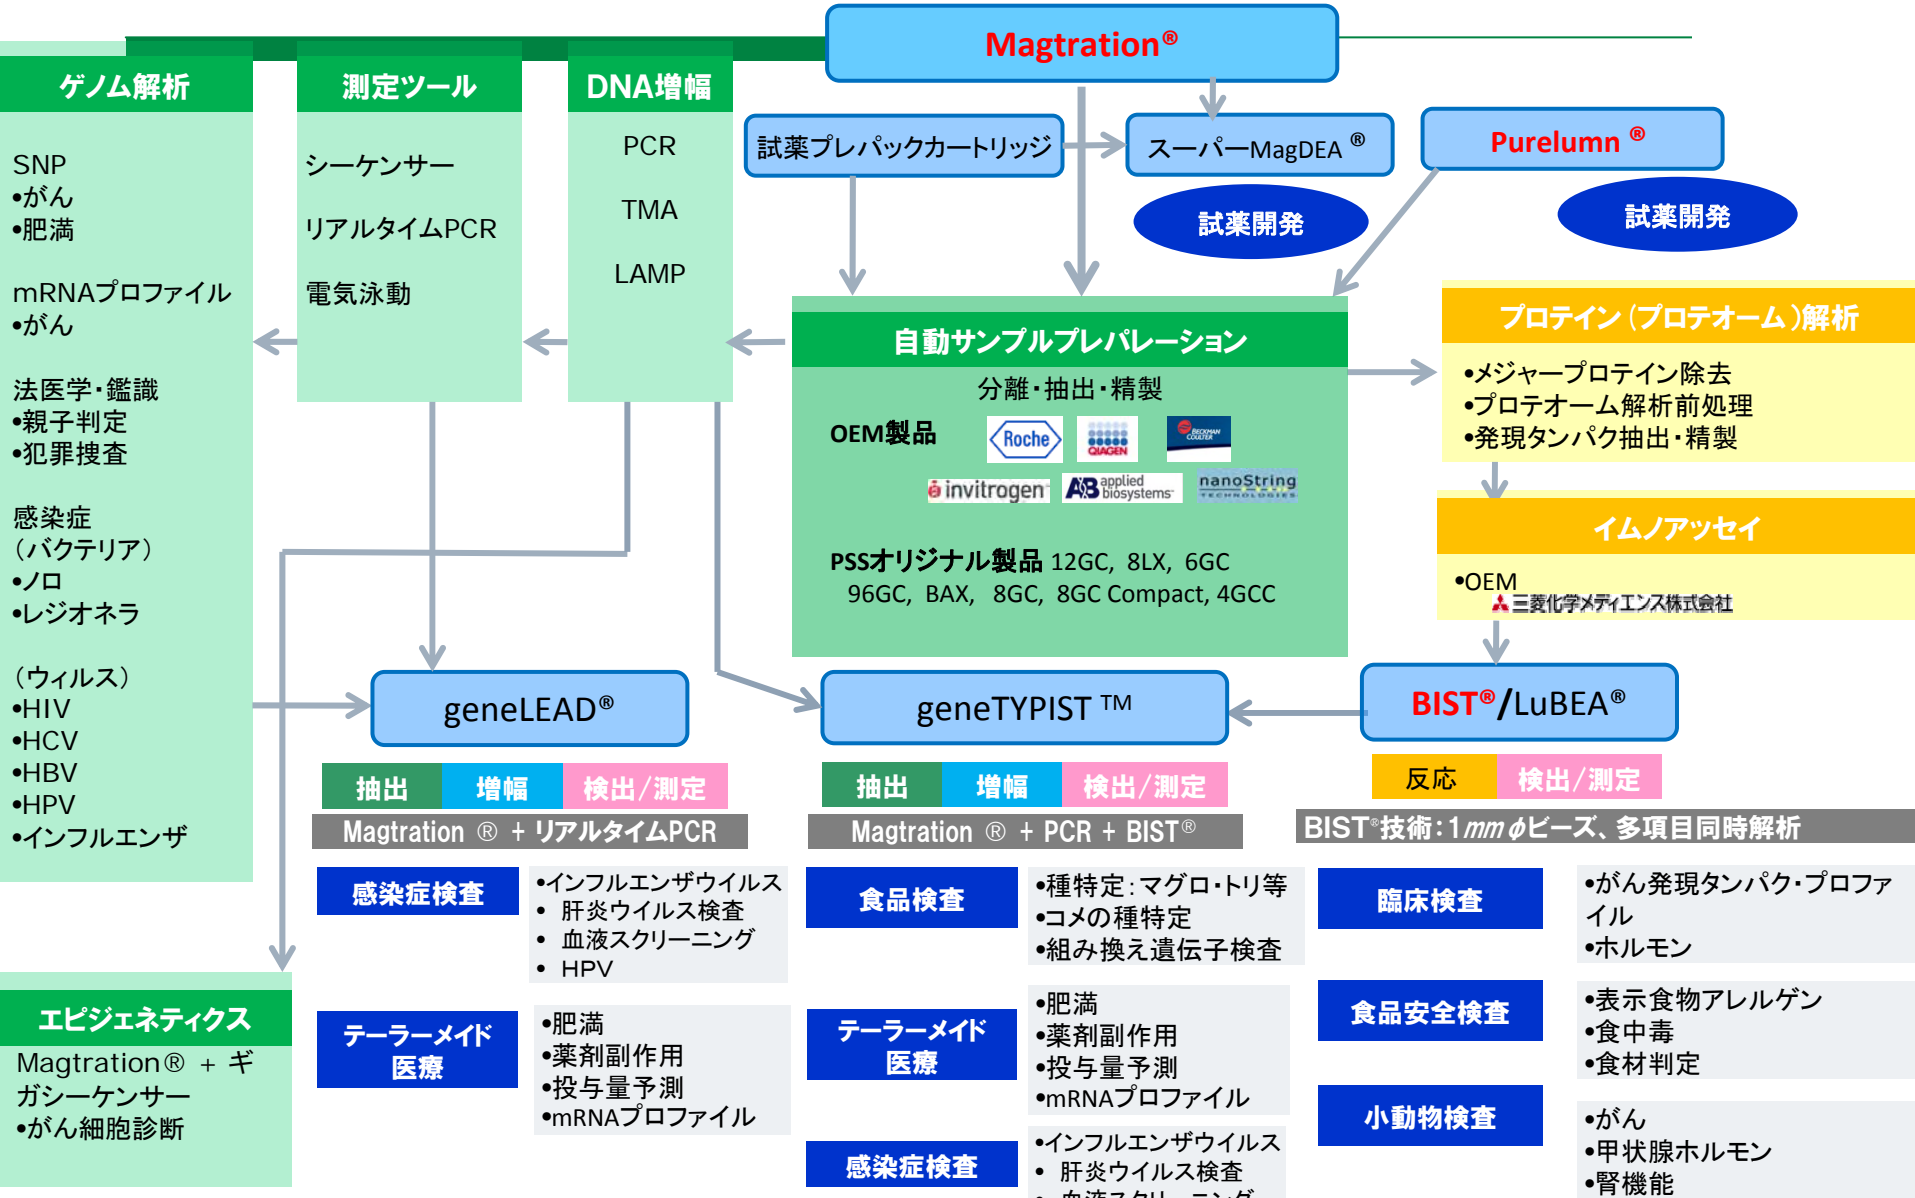 Magtration®
ゲノム解析
SNP
•がん
•肥満
mRNAプロファイル
•がん
法医学・鑑識
•親子判定
•犯罪捜査
感染症
（バクテリア）
•ノロ
•レジオネラ
（ウィルス）
•HIV
•HCV
•HBV
•HPV
•インフルエンザ
測定ツール
シーケンサー
リアルタイムPCR
電気泳動
DNA増幅
PCR
TMA
LAMP
試薬プレパックカートリッジ
スーパーMagDEA ®
Purelumn ®
試薬開発
試薬開発
自動サンプルプレパレーション
分離・抽出・精製
OEM製品
Roche
QIAGEN
BECKMAN
COULTER
invitrogen
AB applied
biosystems
nanoString
TECHNOLOGIES
PSSオリジナル製品 12GC, 8LX, 6GC
96GC, BAX, 8GC, 8GC Compact, 4GCC
プロテイン（プロテオーム）解析
•メジャープロテイン除去
•プロテオーム解析前処理
•発現タンパク抽出・精製
イムノアッセイ
•OEM
三菱化学メディエンス株式会社
geneLEAD®
抽出 増幅 検出/測定
Magtration ® + リアルタイムPCR
感染症検査
•インフルエンザウイルス
• 肝炎ウイルス検査
• 血液スクリーニング
• HPV
テーラーメイド
医療
•肥満
•薬剤副作用
•投与量予測
•mRNAプロファイル
geneTYPIST ™
抽出 増幅 検出/測定
Magtration ® + PCR + BIST®
食品検査
•種特定：マグロ・トリ等
•コメの種特定
•組み換え遺伝子検査
テーラーメイド
医療
•肥満
•薬剤副作用
•投与量予測
•mRNAプロファイル
感染症検査
•インフルエンザウイルス
• 肝炎ウイルス検査
• 血液スクリーニング
BIST®/LuBEA®
反応 検出/測定
BIST®技術：1mmφビーズ、多項目同時解析
臨床検査
•がん発現タンパク・プロファ
イル
•ホルモン
食品安全検査
•表示食物アレルゲン
•食中毒
•食材判定
小動物検査
•がん
•甲状腺ホルモン
•腎機能
エピジェネティクス
Magtration® + ギ
ガシーケンサー
•がん細胞診断